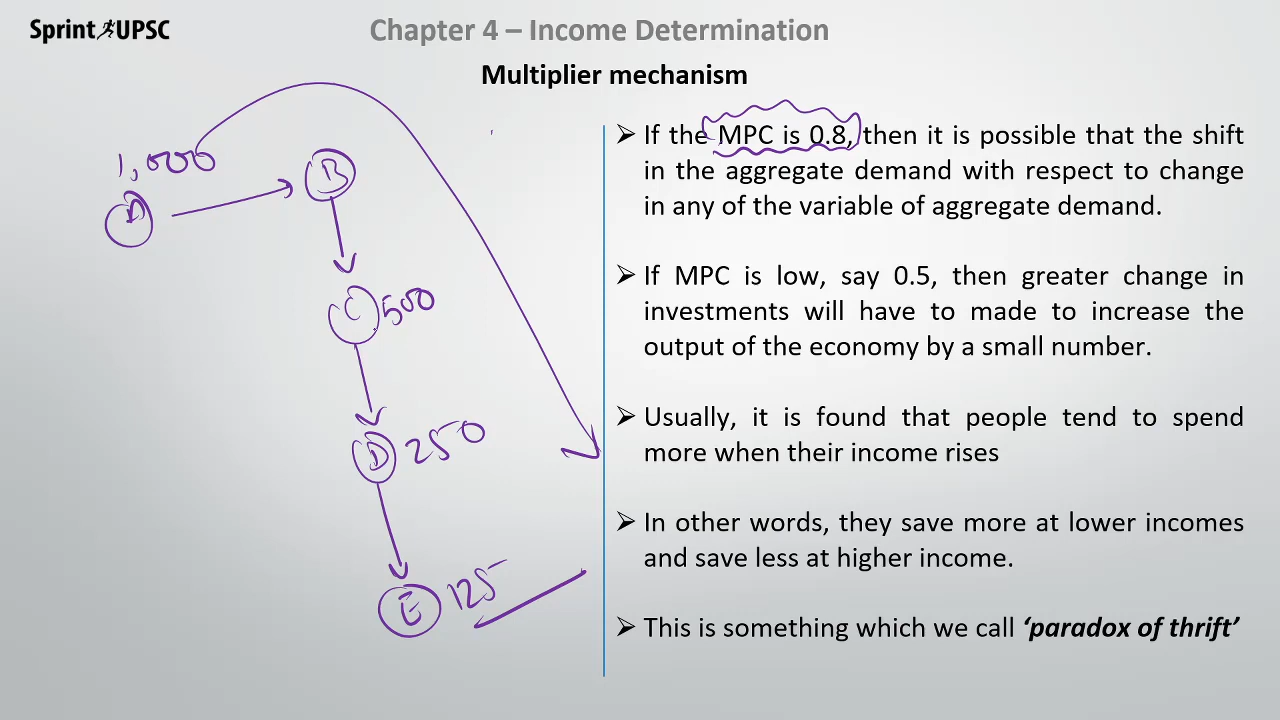 Sprint UPSC
Chapter 4 – Income Determination
Multiplier mechanism
1,000
A
B
C 500
D 250
E 125
➢ If the MPC is 0.8, then it is possible that the shift
in the aggregate demand with respect to change
in any of the variable of aggregate demand.
➢ If MPC is low, say 0.5, then greater change in
investments will have to made to increase the
output of the economy by a small number.
➢ Usually, it is found that people tend to spend
more when their income rises
➢ In other words, they save more at lower incomes
and save less at higher income.
➢ This is something which we call ‘paradox of thrift’